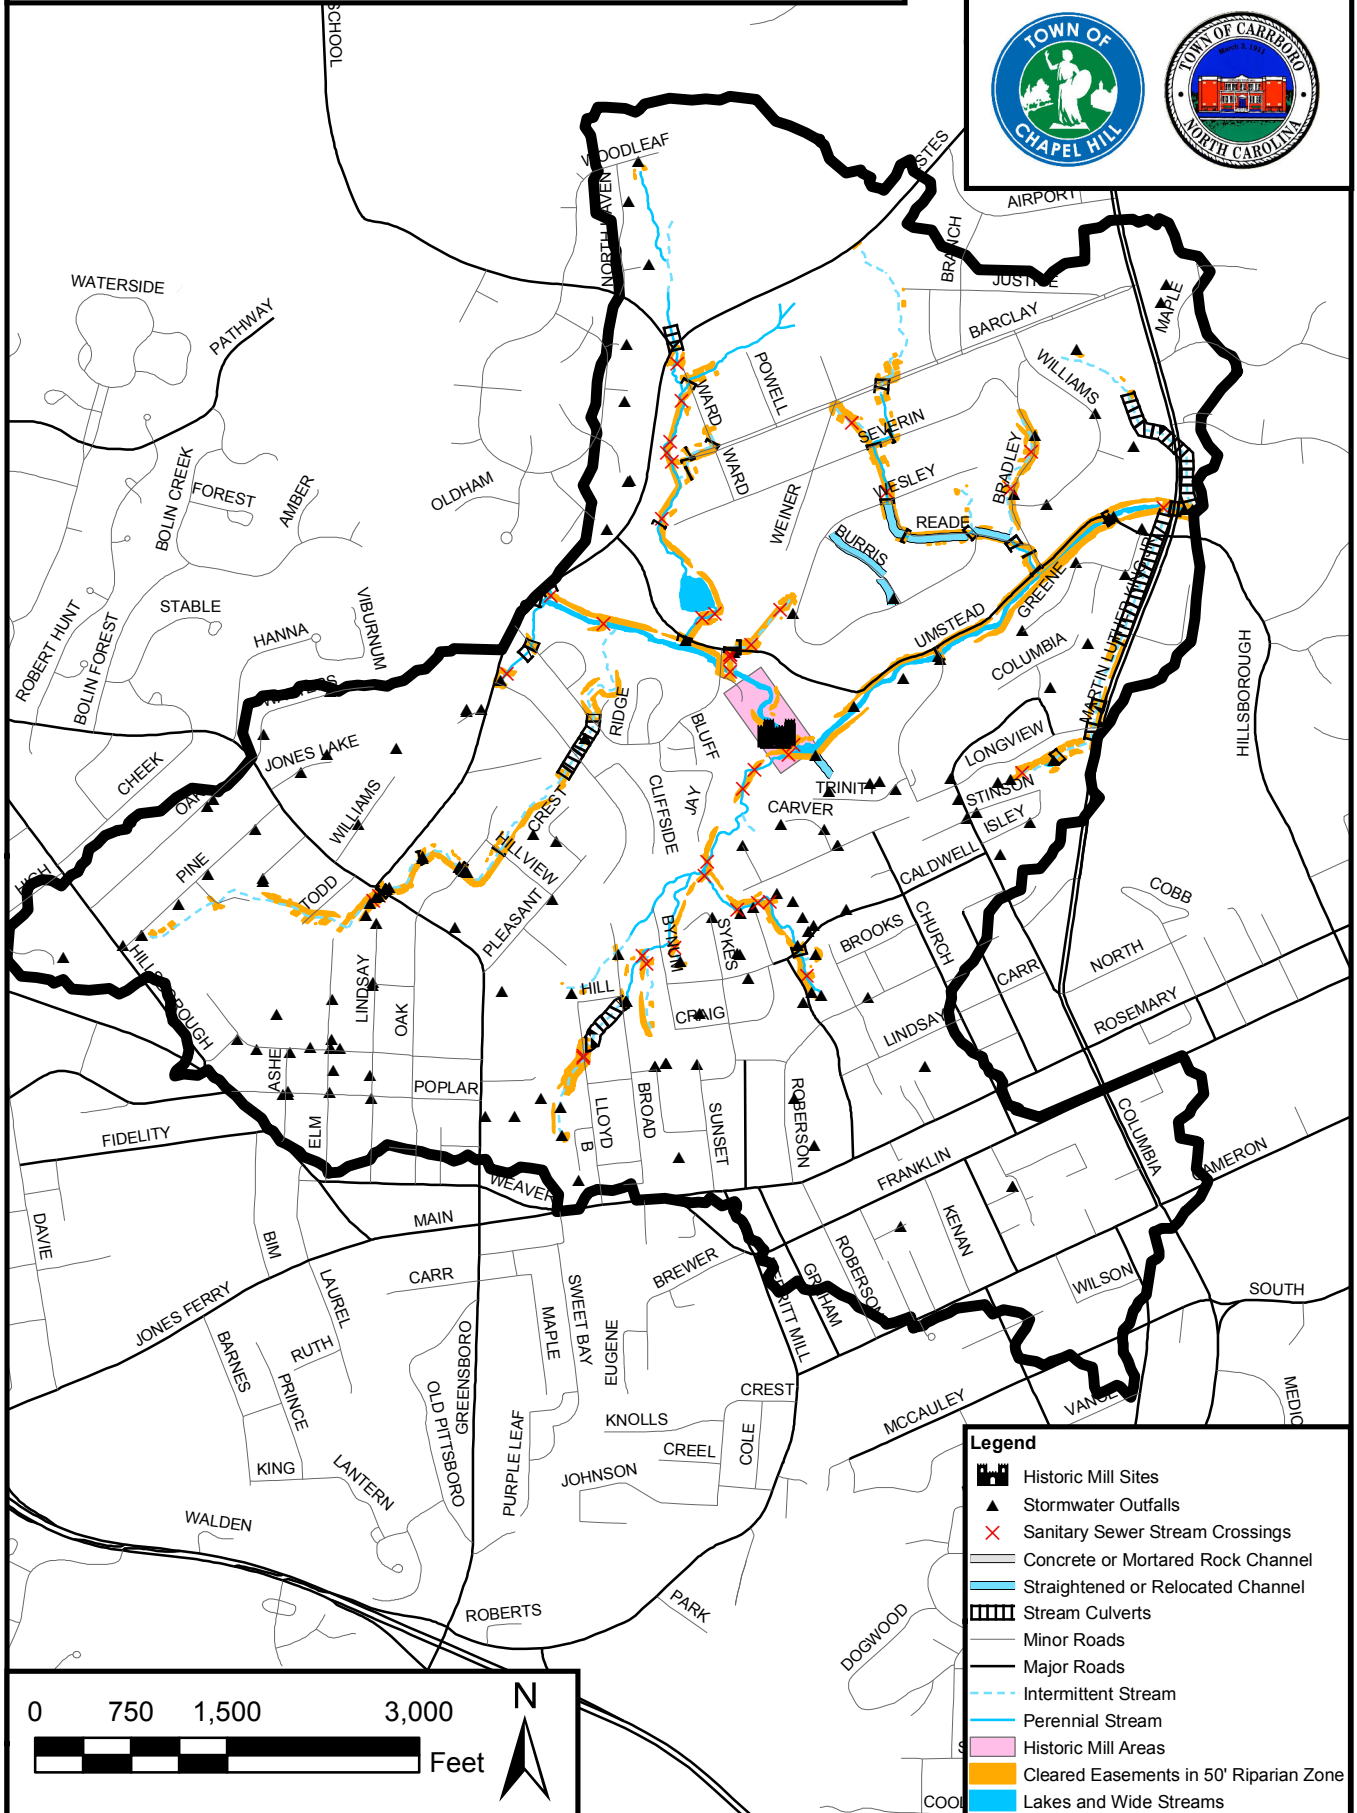 SCHOOL
TOWN OF
CHAPEL HILL
TOWN OF CARRBORO
March 3, 1911
NORTH CAROLINA
WOODLEAF
NORTH HAVEN
AIRPORT
BRANCH
JUSTICE
BARCLAY
MAPLE
WATERSIDE
PATHWAY
WILLIAMS
POWELL
WARD
SEVERIN
WARD
WESLEY
BRADLEY
WEINER
READE
BURRIS
BOLIN CREEK
FOREST
AMBER
OLDHAM
ROBERT HUNT
BOLIN FOREST
STABLE
HANNA
VIBURNUM
UMSTEAD
GREENE
COLUMBIA
HILLSBOROUGH
RIDGE
BLUFF
LONGVIEW
JONES LAKE
CHEEK
OAK
WILLIAMS
CREST
CLIFFSIDE
JAY
TRINITY
CARVER
STINSON
ISLEY
HILLVIEW
CALDWELL
PINE
HIGH
TODD
PLEASANT
BYNUM
SYKES
BROOKS
CHURCH
COBB
HILLSBOROUGH
LINDSAY
OAK
HILL
CRAIG
LINDSAY
CARR
NORTH
ROSEMARY
ASHE
POPLAR
ELM
LLOYD
B
BROAD
SUNSET
ROBERSON
COLUMBIA
FIDELITY
WEAVER
FRANKLIN
CAMERON
DAVIE
BIM
MAIN
KENAN
ROBERSON
BREWER
CARR
JONES FERRY
LAUREL
SWEET BAY
MAPLE
WILSON
SOUTH
BARNES
RUTH
PRINCE
GREENSBORO
EUGENE
OLD PITTSBORO
CREST
MCCAULEY
KNOLLS
CREEL
COLE
KING
LANTERN
PURPLE LEAF
JOHNSON
WALDEN
ROBERTS
PARK
DOGWOOD
Legend
Historic Mill Sites
Stormwater Outfalls
Sanitary Sewer Stream Crossings
Concrete or Mortared Rock Channel
Straightened or Relocated Channel
Stream Culverts
Minor Roads
Major Roads
Intermittent Stream
Perennial Stream
Historic Mill Areas
Cleared Easements in 50' Riparian Zone
Lakes and Wide Streams
0 750 1,500 3,000
Feet
N